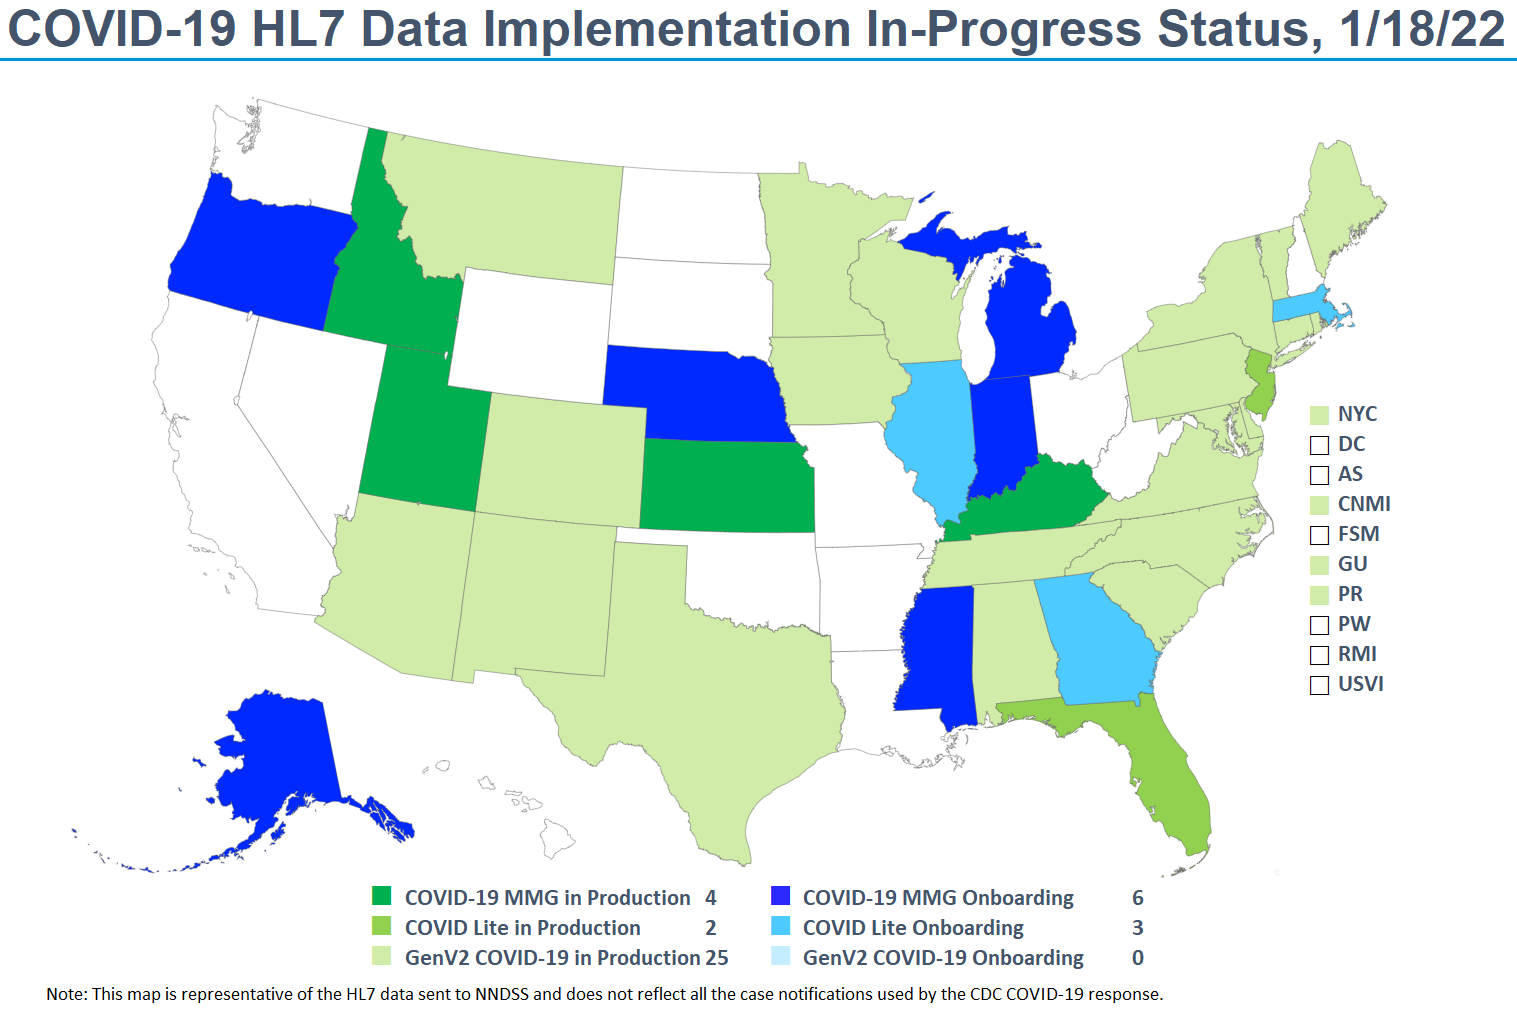 COVID-19 HL7 Data Implementation In-Progress Status, 1/18/22
NYC
DC
AS
CNMI
FSM
GU
PR
PW
RMI
USVI
COVID-19 MMG in Production 4
COVID Lite in Production 2
GenV2 COVID-19 in Production 25
COVID-19 MMG Onboarding 6
COVID Lite Onboarding 3
GenV2 COVID-19 Onboarding 0
Note: This map is representative of the HL7 data sent to NNDSS and does not reflect all the case notifications used by the CDC COVID-19 response.